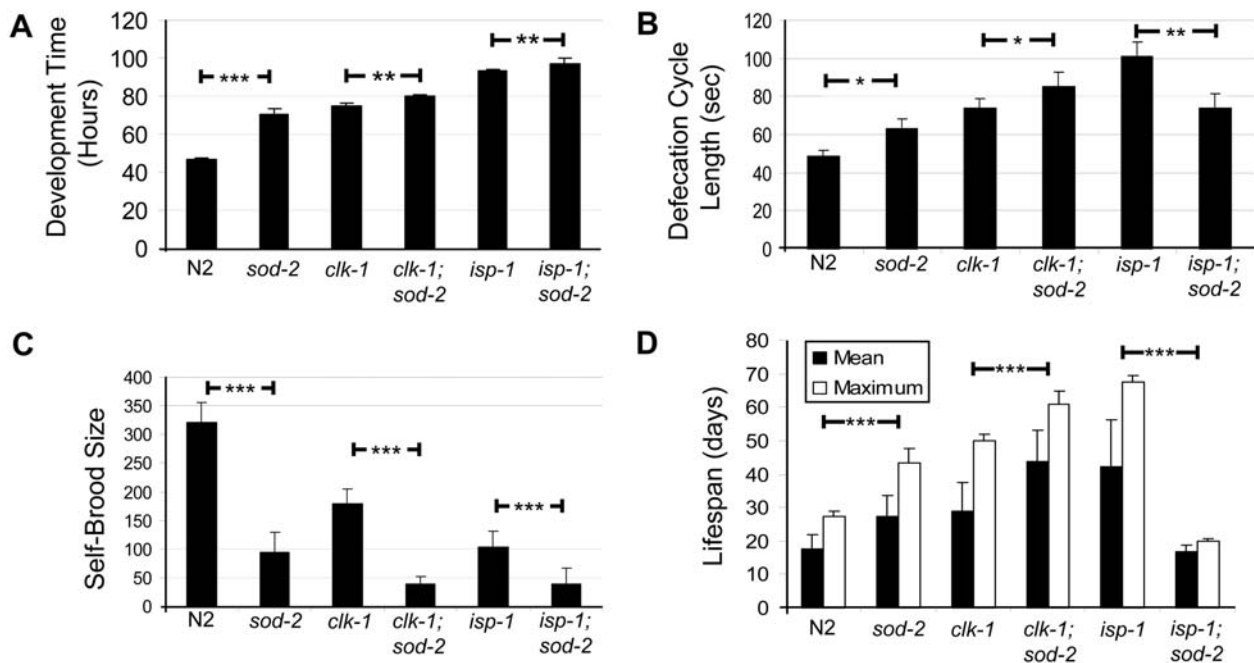 A
Development Time
(Hours)
120
100
80
60
40
20
0
***
**
**
N2
sod-2
clk-1
clk-1;
sod-2
isp-1
isp-1;
sod-2
B
Defecation Cycle
Length (sec)
120
100
80
60
40
20
0
*
*
**
N2
sod-2
clk-1
clk-1;
sod-2
isp-1
isp-1;
sod-2
C
Self-Brood Size
400
350
300
250
200
150
100
50
0
***
***
***
N2
sod-2
clk-1
clk-1;
sod-2
isp-1
isp-1;
sod-2
D
Lifespan (days)
80
70
60
50
40
30
20
10
0
Mean
Maximum
***
***
***
N2
sod-2
clk-1
clk-1;
sod-2
isp-1
isp-1;
sod-2